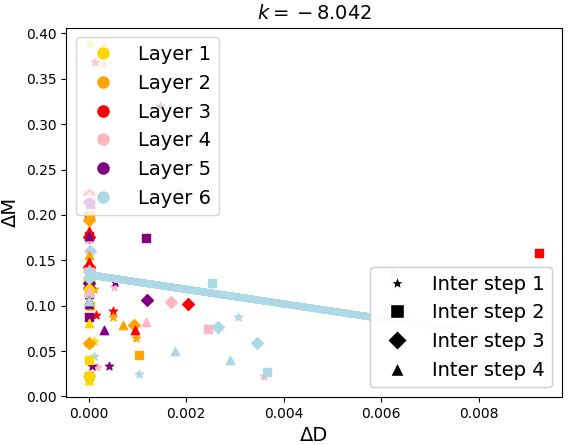 k = −8.042
ΔM
0.40
0.35
0.30
0.25
0.20
0.15
0.10
0.05
0.00
Layer 1
Layer 2
Layer 3
Layer 4
Layer 5
Layer 6
Inter step 1
Inter step 2
Inter step 3
Inter step 4
0.000 0.002 0.004 0.006 0.008
ΔD